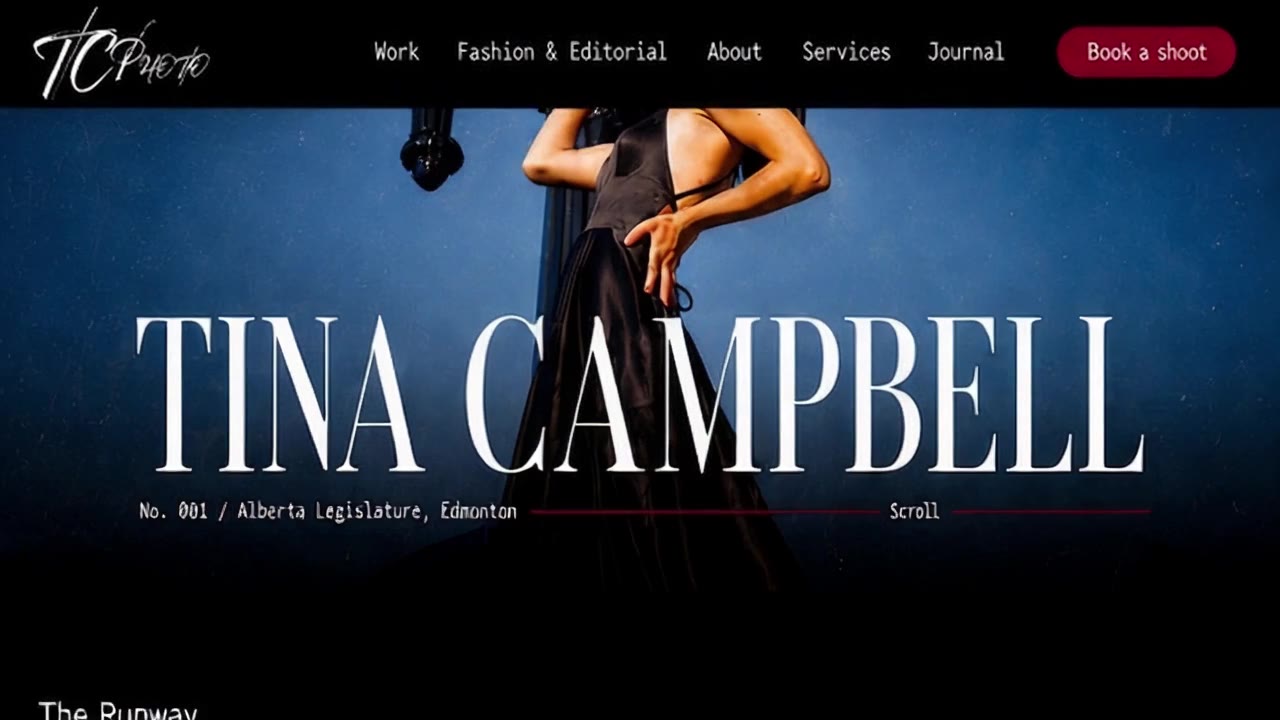 TCPhoto
Work Fashion & Editorial About Services Journal Book a shoot
TINA CAMPBELL
No. 001 / Alberta Legislature, Edmonton Scroll
The Runway